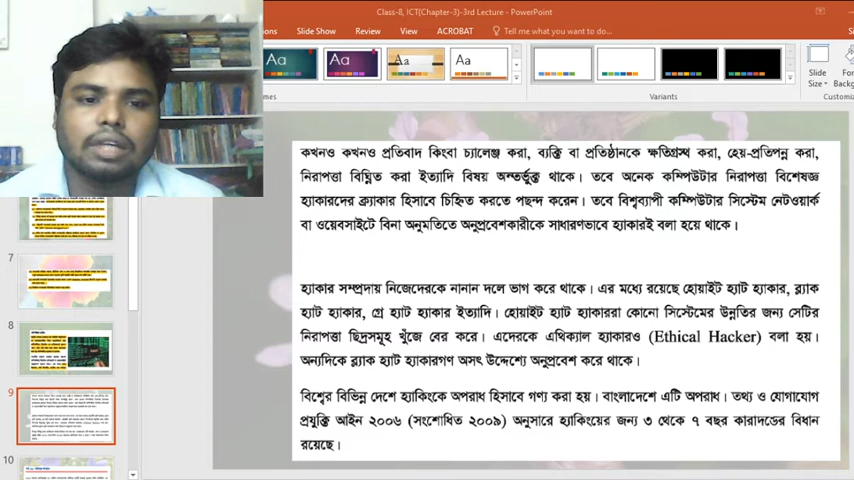 Class-8, ICT(Chapter-3)-3rd Lecture - PowerPoint
Slide Show Review View ACROBAT Tell me what you want to do...
Aa Aa Aa Aa
Variants
Slide
Size
কখনও কখনও প্রতিবাদ কিংবা চ্যালেঞ্জ করা, ব্যক্তি বা প্রতিষ্ঠানকে ক্ষতিগ্রস্থ করা, হেয়-প্রতিপন্ন করা,
নিরাপত্তা বিঘ্নিত করা ইত্যাদি বিষয় অন্তর্ভুক্ত থাকে। তবে অনেক কম্পিউটার নিরাপত্তা বিশেষজ্ঞ
হ্যাকারদের ক্র্যাকার হিসাবে চিহ্নিত করতে পছন্দ করেন। তবে বিশ্বব্যাপী কম্পিউটার সিস্টেম নেটওয়ার্ক
বা ওয়েবসাইটে বিনা অনুমতিতে অনুপ্রবেশকারীকে সাধারণভাবে হ্যাকারই বলা হয়ে থাকে।
হ্যাকার সম্প্রদায় নিজেদেরকে নানান দলে ভাগ করে থাকে। এর মধ্যে রয়েছে হোয়াইট হ্যাট হ্যাকার, ব্ল্যাক
হ্যাট হ্যাকার, গ্রে হ্যাট হ্যাকার ইত্যাদি। হোয়াইট হ্যাট হ্যাকাররা কোনো সিস্টেমের উন্নতির জন্য সেটির
নিরাপত্তা ছিদ্রসমূহ খুঁজে বের করে। এদেরকে এথিক্যাল হ্যাকারও (Ethical Hacker) বলা হয়।
অন্যদিকে ব্ল্যাক হ্যাট হ্যাকারগণ অসৎ উদ্দেশ্যে অনুপ্রবেশ করে থাকে।
বিশ্বের বিভিন্ন দেশে হ্যাকিংকে অপরাধ হিসাবে গণ্য করা হয়। বাংলাদেশে এটি অপরাধ। তথ্য ও যোগাযোগ
প্রযুক্তি আইন ২০০৬ (সংশোধিত ২০০৯) অনুসারে হ্যাকিংয়ের জন্য ৩ থেকে ৭ বছর কারাদণ্ডের বিধান
রয়েছে।
7
8
9
10